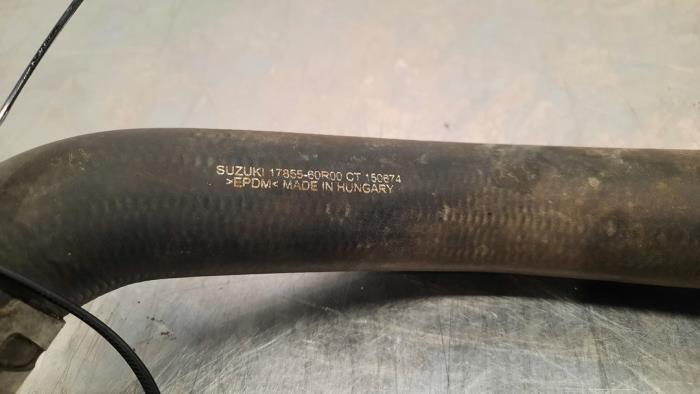 SUZUKI 17855-60R00 CT 150674
>EPDM< MADE IN HUNGARY